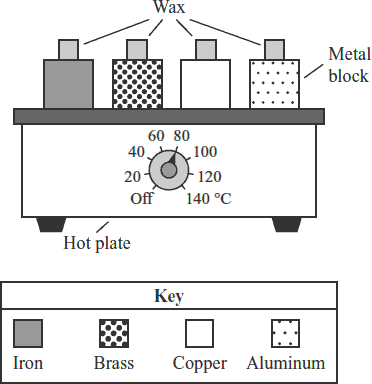 Wax
Metal
block
60 80
40 100
20 120
Off 140 °C
Hot plate
Key
Iron Brass Copper Aluminum